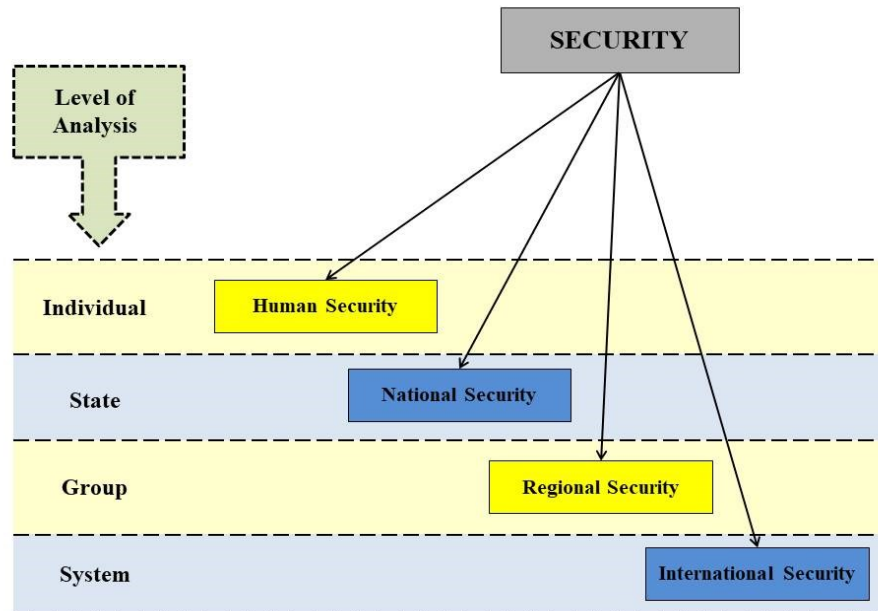 SECURITY
Level of
Analysis
Individual
Human Security
State
National Security
Group
Regional Security
System
International Security